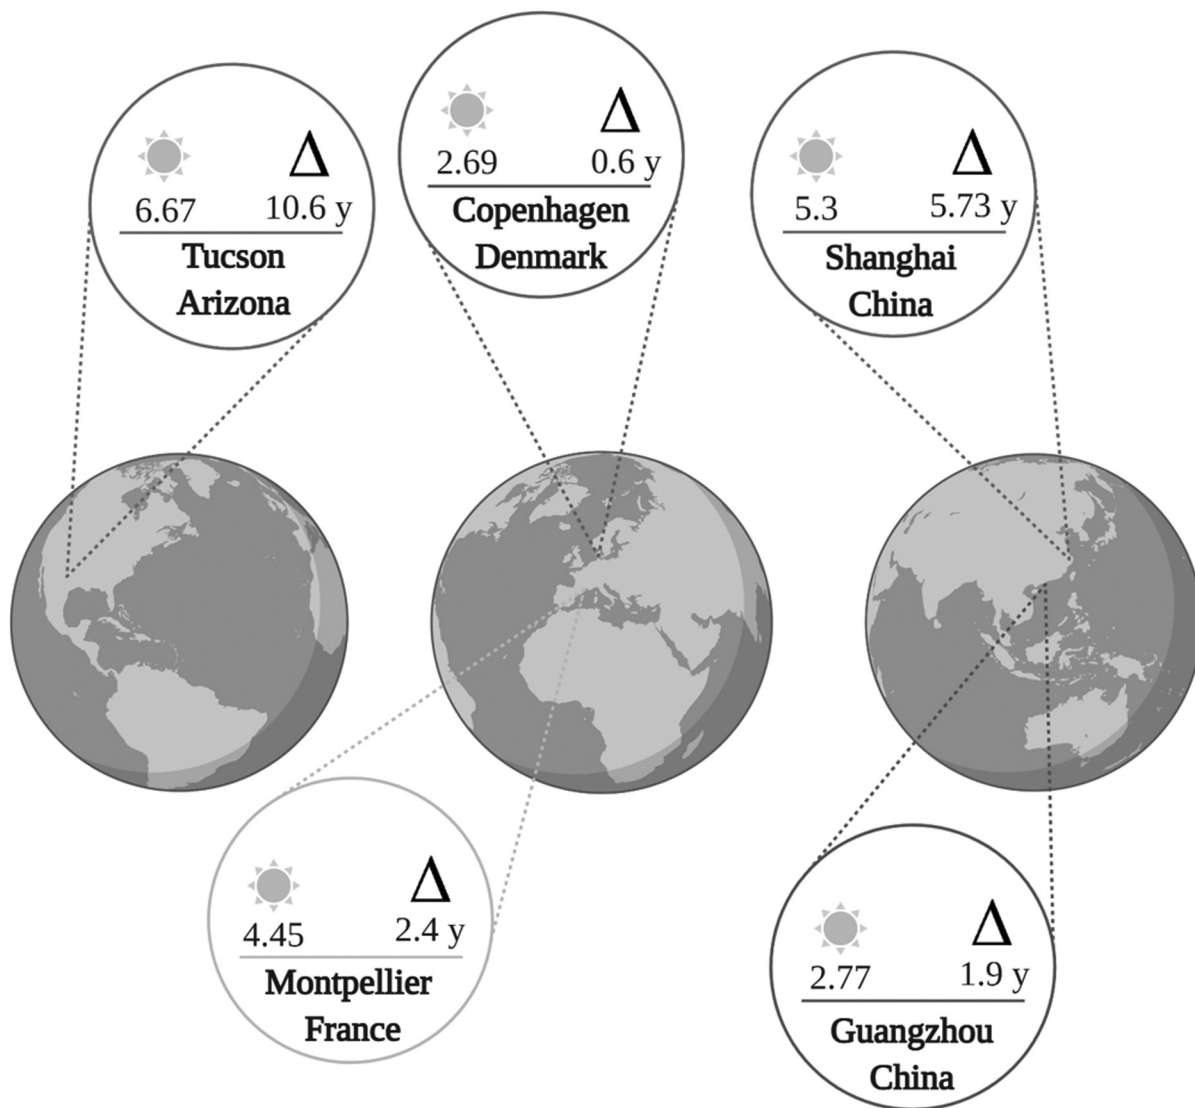 Δ
6.67 10.6 y
Tucson
Arizona
Δ
2.69 0.6 y
Copenhagen
Denmark
Δ
5.3 5.73 y
Shanghai
China
Δ
4.45 2.4 y
Montpellier
France
Δ
2.77 1.9 y
Guangzhou
China